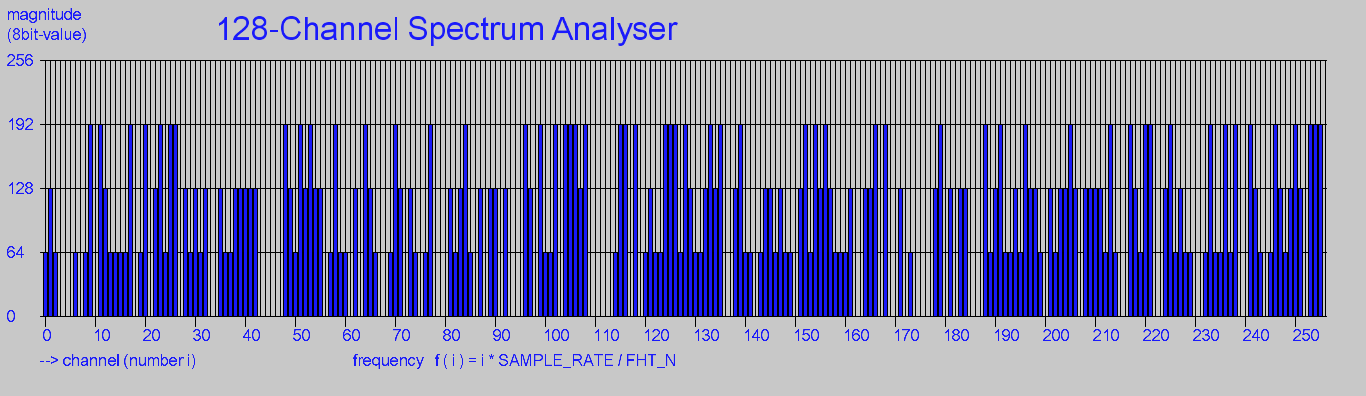 magnitude
(8bit-value)
128-Channel Spectrum Analyser
256
192
128
64
0
0 10 20 30 40 50 60 70 80 90 100 110 120 130 140 150 160 170 180 190 200 210 220 230 240 250
--> channel (number i) frequency f ( i ) = i * SAMPLE_RATE / FHT_N